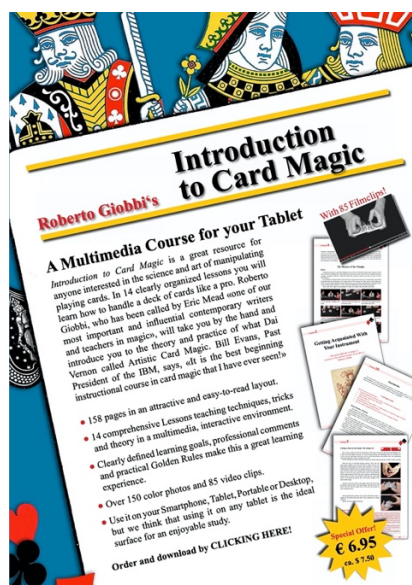 Introduction
to Card Magic
Roberto Giobbi's
With 85 Filmclips!
A Multimedia Course for your Tablet
Introduction to Card Magic is a great resource for
anyone interested in the science and art of manipulating
playing cards. In 14 clearly organized lessons you will
learn how to handle a deck of cards like a pro. Roberto
Giobbi, who has been called by Eric Mead «one of our
most important and influential contemporary writers
and teachers in magic», will take you by the hand and
introduce you to the theory and practice of what Dai
Vernon called Artistic Card Magic. Bill Evans, Past
President of the IBM, says, «It is the best beginning
instructional course in card magic that I have ever seen!»
• 158 pages in an attractive and easy-to-read layout.
• 14 comprehensive Lessons teaching techniques, tricks
and theory in a multimedia, interactive environment.
• Clearly defined learning goals, professional comments
and practical Golden Rules make this a great learning
experience.
• Over 150 color photos and 85 video clips.
• Use it on your Smartphone, Tablet, Portable or Desktop,
but we think that using it on any tablet is the ideal
surface for an enjoyable study.
Order and download by CLICKING HERE!
Getting Acquainted With
Your Instrument
Special Offer!
€ 6.95
ca. $ 7.50